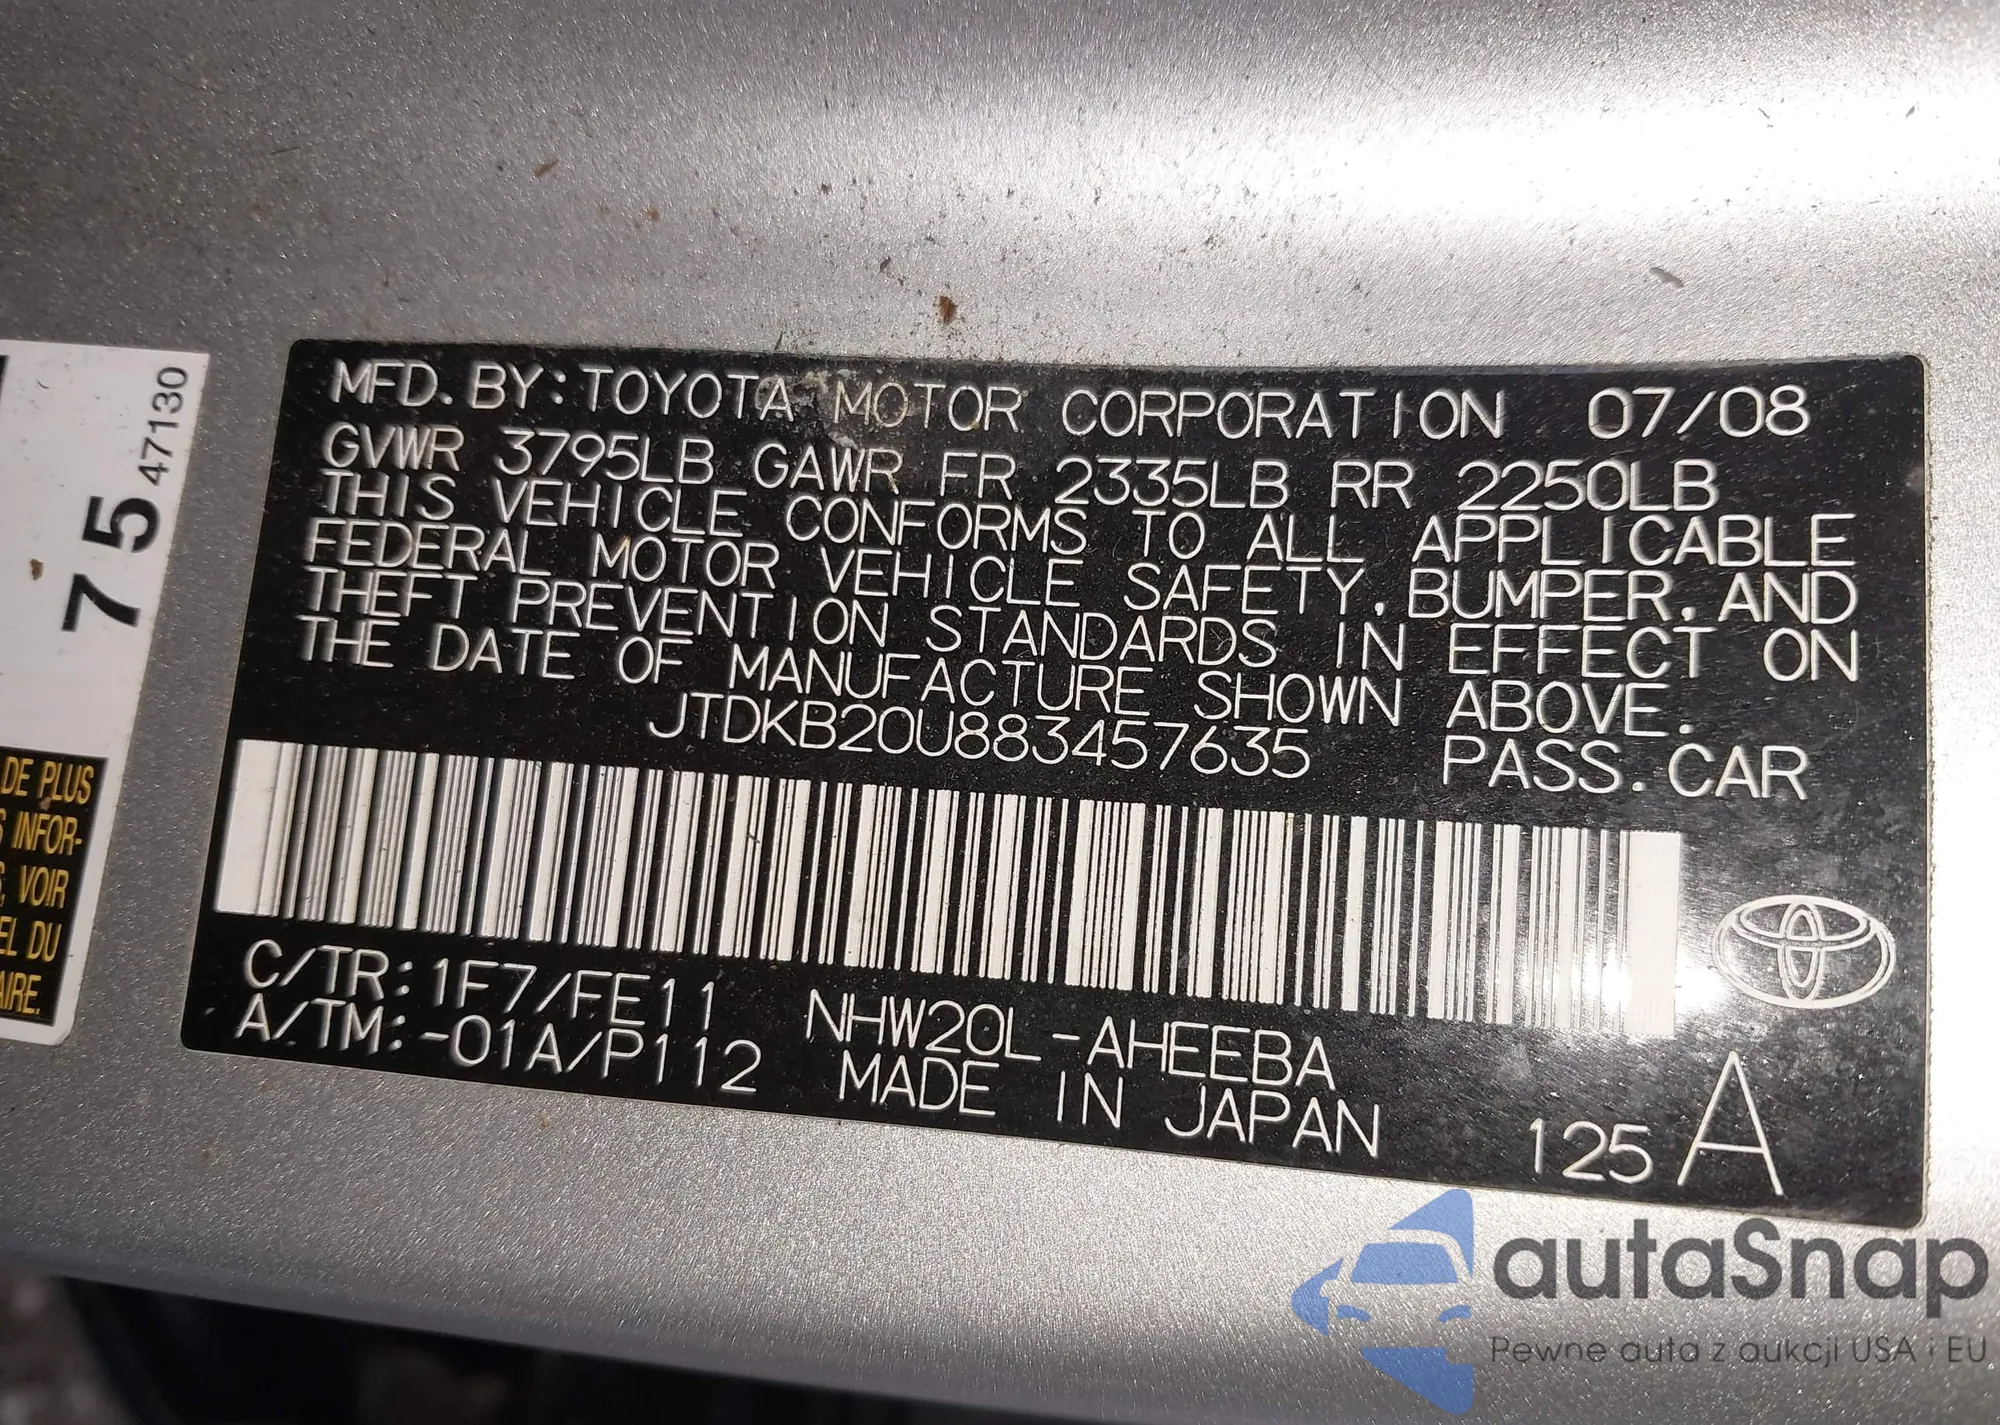 MFD. BY: TOYOTA MOTOR CORPORATION 07/08
GVWR 3795LB GAWR FR 2335LB RR 2250LB
THIS VEHICLE CONFORMS TO ALL APPLICABLE
FEDERAL MOTOR VEHICLE SAFETY, BUMPER, AND
THEFT PREVENTION STANDARDS IN EFFECT ON
THE DATE OF MANUFACTURE SHOWN ABOVE.
JTDKB20U883457635 PASS. CAR
C/TR: 1F7/FE11 NHW20L-AHEEBA
A/TM: -01A/P112 MADE IN JAPAN 125 A
75 47130
DE PLUS
INFOR-
, VOIR
EL DU
AIRE.
autaSnap
Pewne auta z aukcji USA i EU